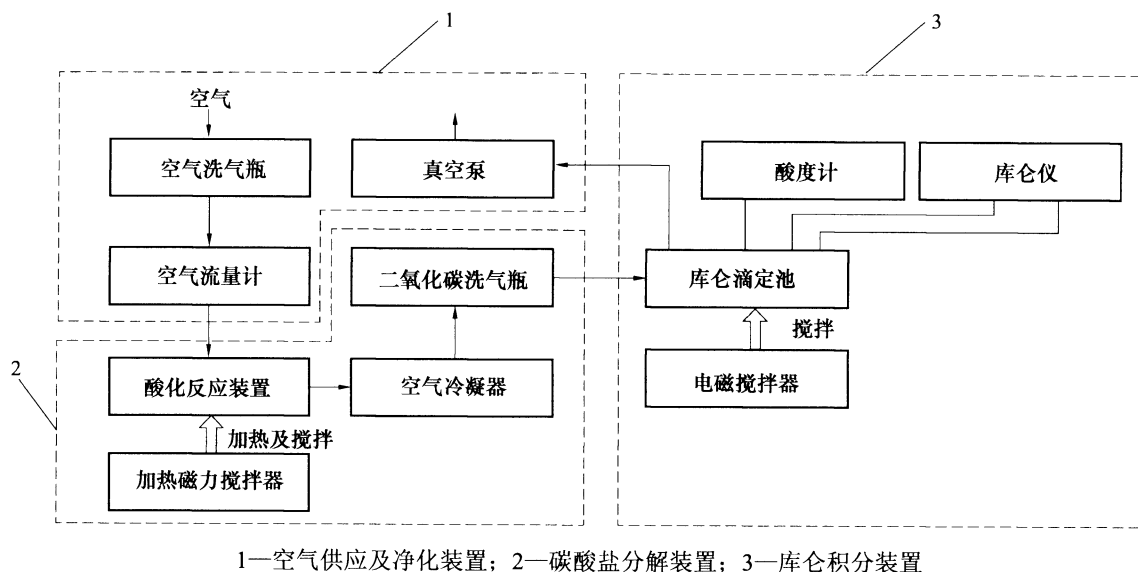 1
3
空气
空气洗气瓶
真空泵
酸度计
库仑仪
空气流量计
二氧化碳洗气瓶
库仑滴定池
搅拌
2
酸化反应装置
空气冷凝器
电磁搅拌器
加热及搅拌
加热磁力搅拌器
1—空气供应及净化装置；2—碳酸盐分解装置；3—库仑积分装置